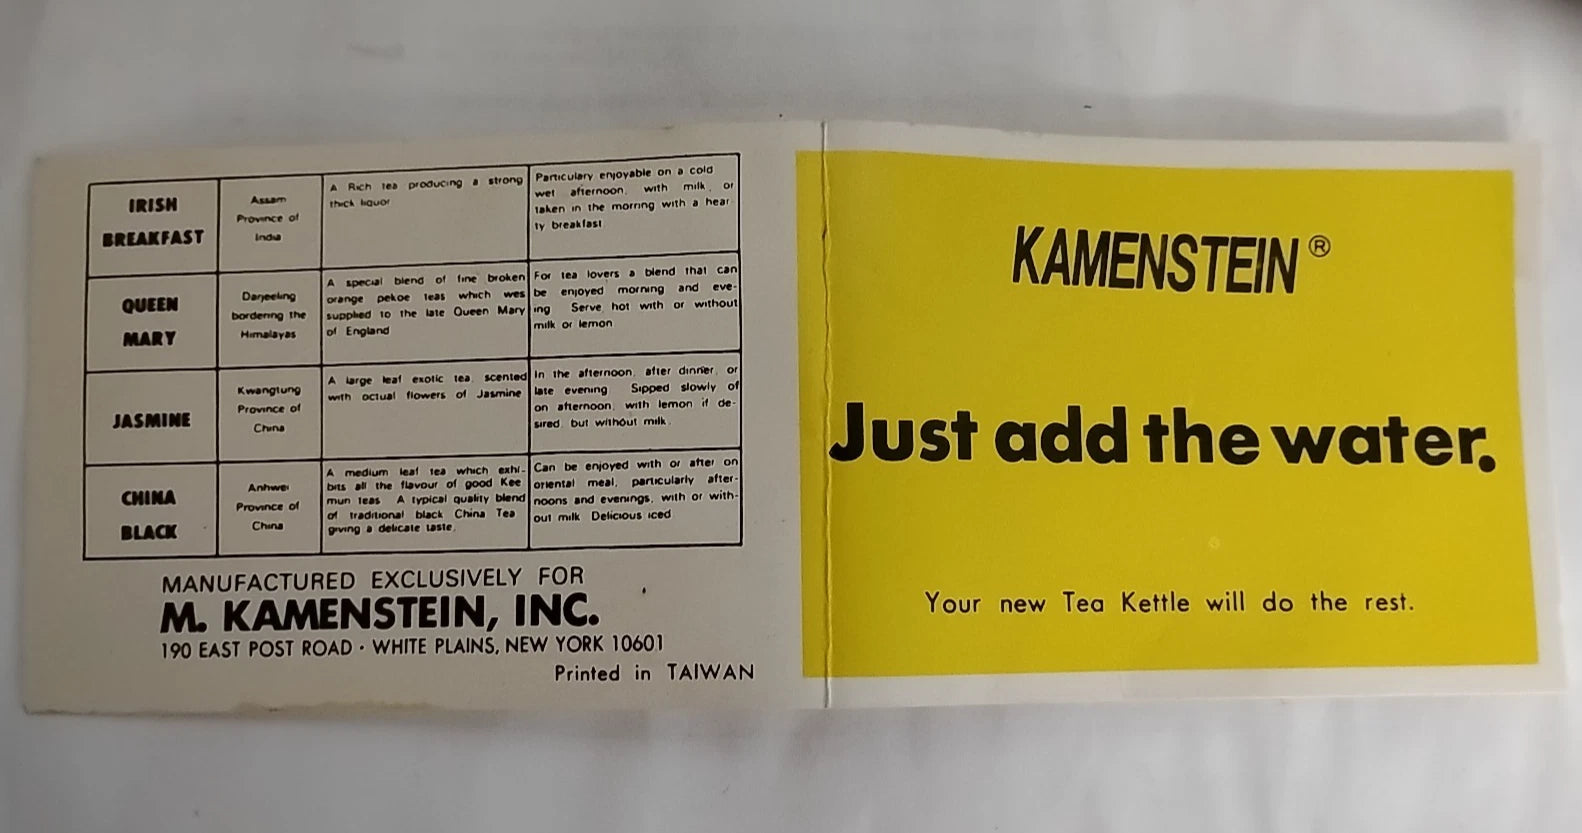 IRISH
BREAKFAST
Assam
Province of
India
A Rich tea producing a strong
thick liquor
Particulary enjoyable on a cold
wet afternoon, with milk, or
taken in the morring with a hear
ty breakfast
QUEEN
MARY
Darjeeling
bordering the
Himalayas
A special blend of fine broken
orange pekoe teas which wes
supplied to the late Queen Mary
of England
For tea lovers a blend that can
be enjoyed morning and eve-
ing Serve hot with or without
milk or lemon
JASMINE
Kwangtung
Province of
China
A large leaf exotic tea, scented
with octual flowers of Jasmine
In the afternoon, after dinner, or
late evening Sipped slowly of
on afternoon, with lemon if de-
sired, but without milk.
CHINA
BLACK
Anhwei
Province of
China
A medium leaf tea which exhi-
bits all the flavour of good Kee
mun teas A typical quality blend
of traditional black China Tea
giving a delicate taste.
Can be enjoyed with or after on
oriental meal, particularly after-
noons and evenings, with or with-
out milk Delicious iced
MANUFACTURED EXCLUSIVELY FOR
M. KAMENSTEIN, INC.
190 EAST POST ROAD · WHITE PLAINS, NEW YORK 10601
Printed in TAIWAN
KAMENSTEIN®
Just add the water.
Your new Tea Kettle will do the rest.